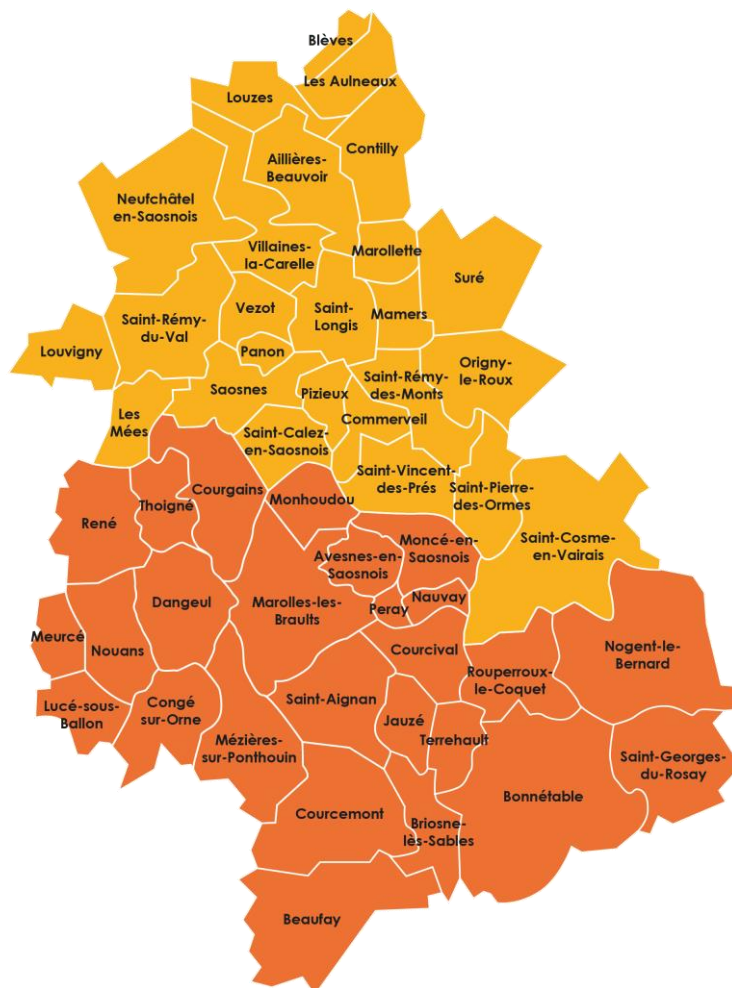 Blèves
Les Aulneaux
Louzes
Contilly
Aillières-
Beauvoir
Neufchâtel
en-Saosnois
Villaines-
la-Carelle
Marollette
Suré
Vezot
Saint-
Longis
Mamers
Saint-Rémy-
du-Val
Louvigny
Panon
Origny-
le-Roux
Saint-Rémy-
des-Monts
Saosnes
Pizieux
Les
Mées
Commerveil
Saint-Calez-
en-Saosnois
Saint-Vincent-
des-Prés
Saint-Pierre-
des-Ormes
Courgains
Monhoudou
Thoigné
René
Saint-Cosme-
en-Vairais
Moncé-en-
Saosnois
Avesnes-en-
Saosnois
Nauvay
Dangeul
Marolles-les-
Braults
Peray
Meurcé
Nouans
Courcival
Nogent-le-
Bernard
Rouperroux-
le-Coquet
Lucé-sous-
Ballon
Congé
sur-Orne
Saint-Aignan
Jauzé
Terrehault
Mézières-
sur-Ponthouin
Saint-Georges-
du-Rosay
Bonnétable
Courcemont
Briosne-
lès-Sables
Beaufay